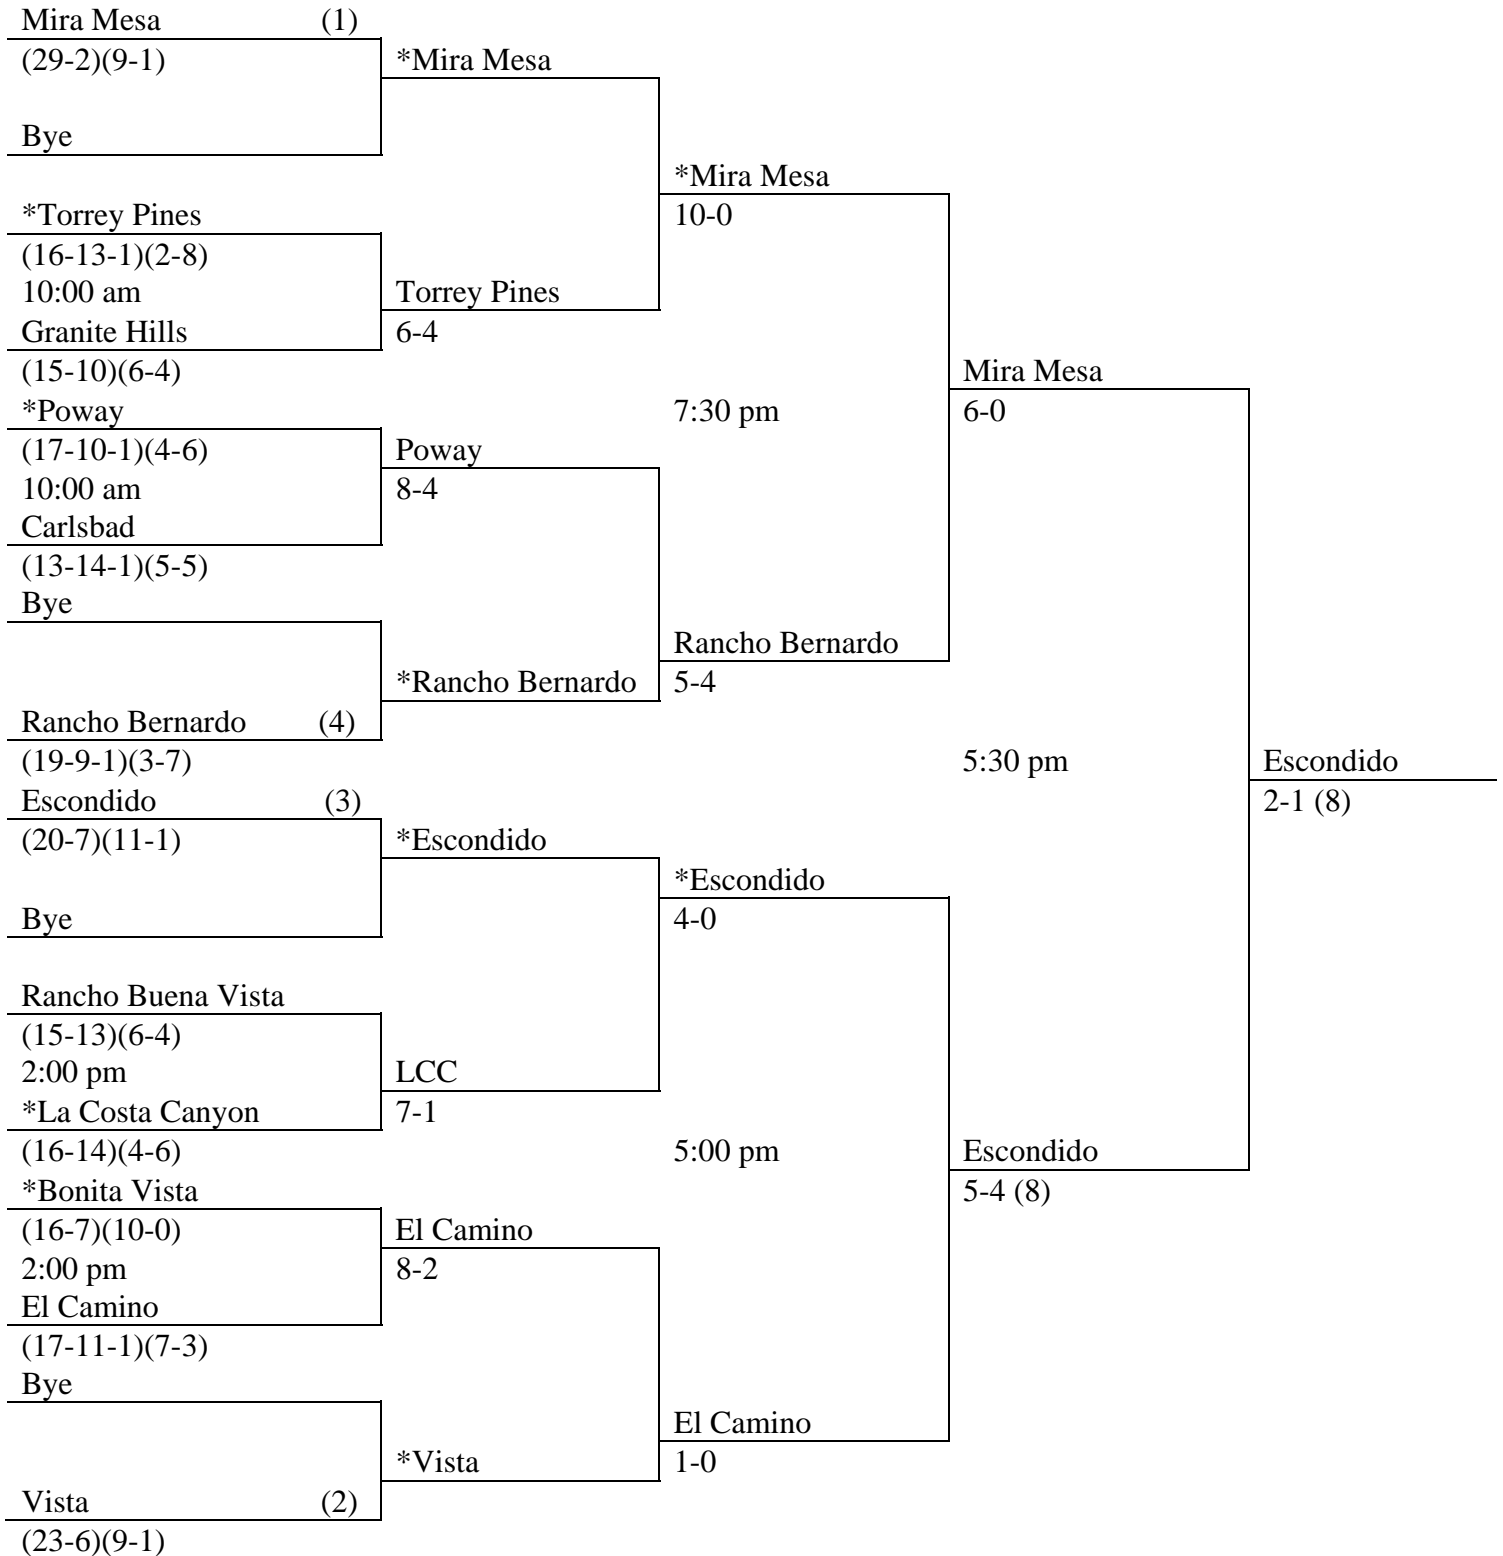 Mira Mesa (1)
(29-2)(9-1)
Bye
*Torrey Pines
(16-13-1)(2-8)
10:00 am
Granite Hills
(15-10)(6-4)
*Poway
(17-10-1)(4-6)
10:00 am
Carlsbad
(13-14-1)(5-5)
Bye
Rancho Bernardo (4)
(19-9-1)(3-7)
Escondido (3)
(20-7)(11-1)
Bye
Rancho Buena Vista
(15-13)(6-4)
2:00 pm
*La Costa Canyon
(16-14)(4-6)
*Bonita Vista
(16-7)(10-0)
2:00 pm
El Camino
(17-11-1)(7-3)
Bye
Vista (2)
(23-6)(9-1)
*Mira Mesa
Torrey Pines
6-4
Poway
8-4
*Rancho Bernardo
*Escondido
LCC
7-1
El Camino
8-2
*Vista
*Mira Mesa
10-0
7:30 pm
Rancho Bernardo
5-4
*Escondido
4-0
5:00 pm
El Camino
1-0
Mira Mesa
6-0
5:30 pm
Escondido
5-4 (8)
Escondido
2-1 (8)